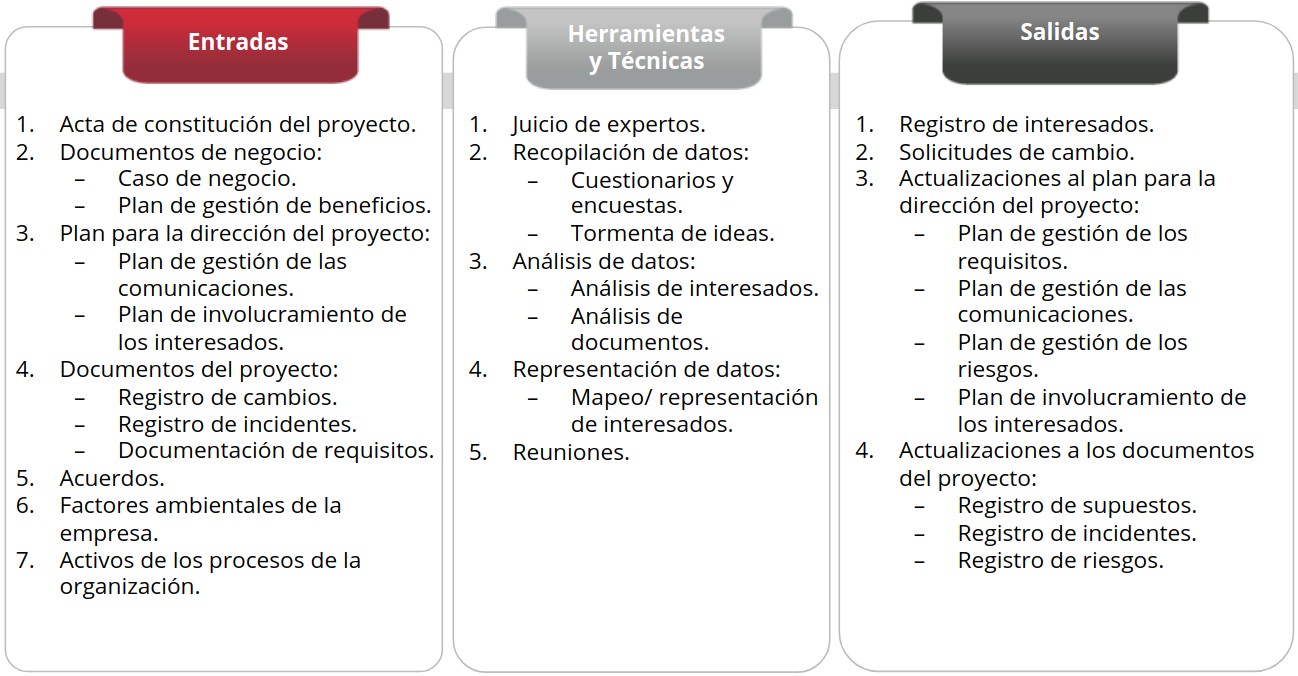 Entradas
1. Acta de constitución del proyecto.
2. Documentos de negocio:
– Caso de negocio.
– Plan de gestión de beneficios.
3. Plan para la dirección del proyecto:
– Plan de gestión de las
comunicaciones.
– Plan de involucramiento de
los interesados.
4. Documentos del proyecto:
– Registro de cambios.
– Registro de incidentes.
– Documentación de requisitos.
5. Acuerdos.
6. Factores ambientales de la
empresa.
7. Activos de los procesos de la
organización.
Herramientas
y Técnicas
1. Juicio de expertos.
2. Recopilación de datos:
– Cuestionarios y
encuestas.
– Tormenta de ideas.
3. Análisis de datos:
– Análisis de interesados.
– Análisis de
documentos.
4. Representación de datos:
– Mapeo/ representación
de interesados.
5. Reuniones.
Salidas
1. Registro de interesados.
2. Solicitudes de cambio.
3. Actualizaciones al plan para la
dirección del proyecto:
– Plan de gestión de los
requisitos.
– Plan de gestión de las
comunicaciones.
– Plan de gestión de los
riesgos.
– Plan de involucramiento de
los interesados.
4. Actualizaciones a los documentos
del proyecto:
– Registro de supuestos.
– Registro de incidentes.
– Registro de riesgos.